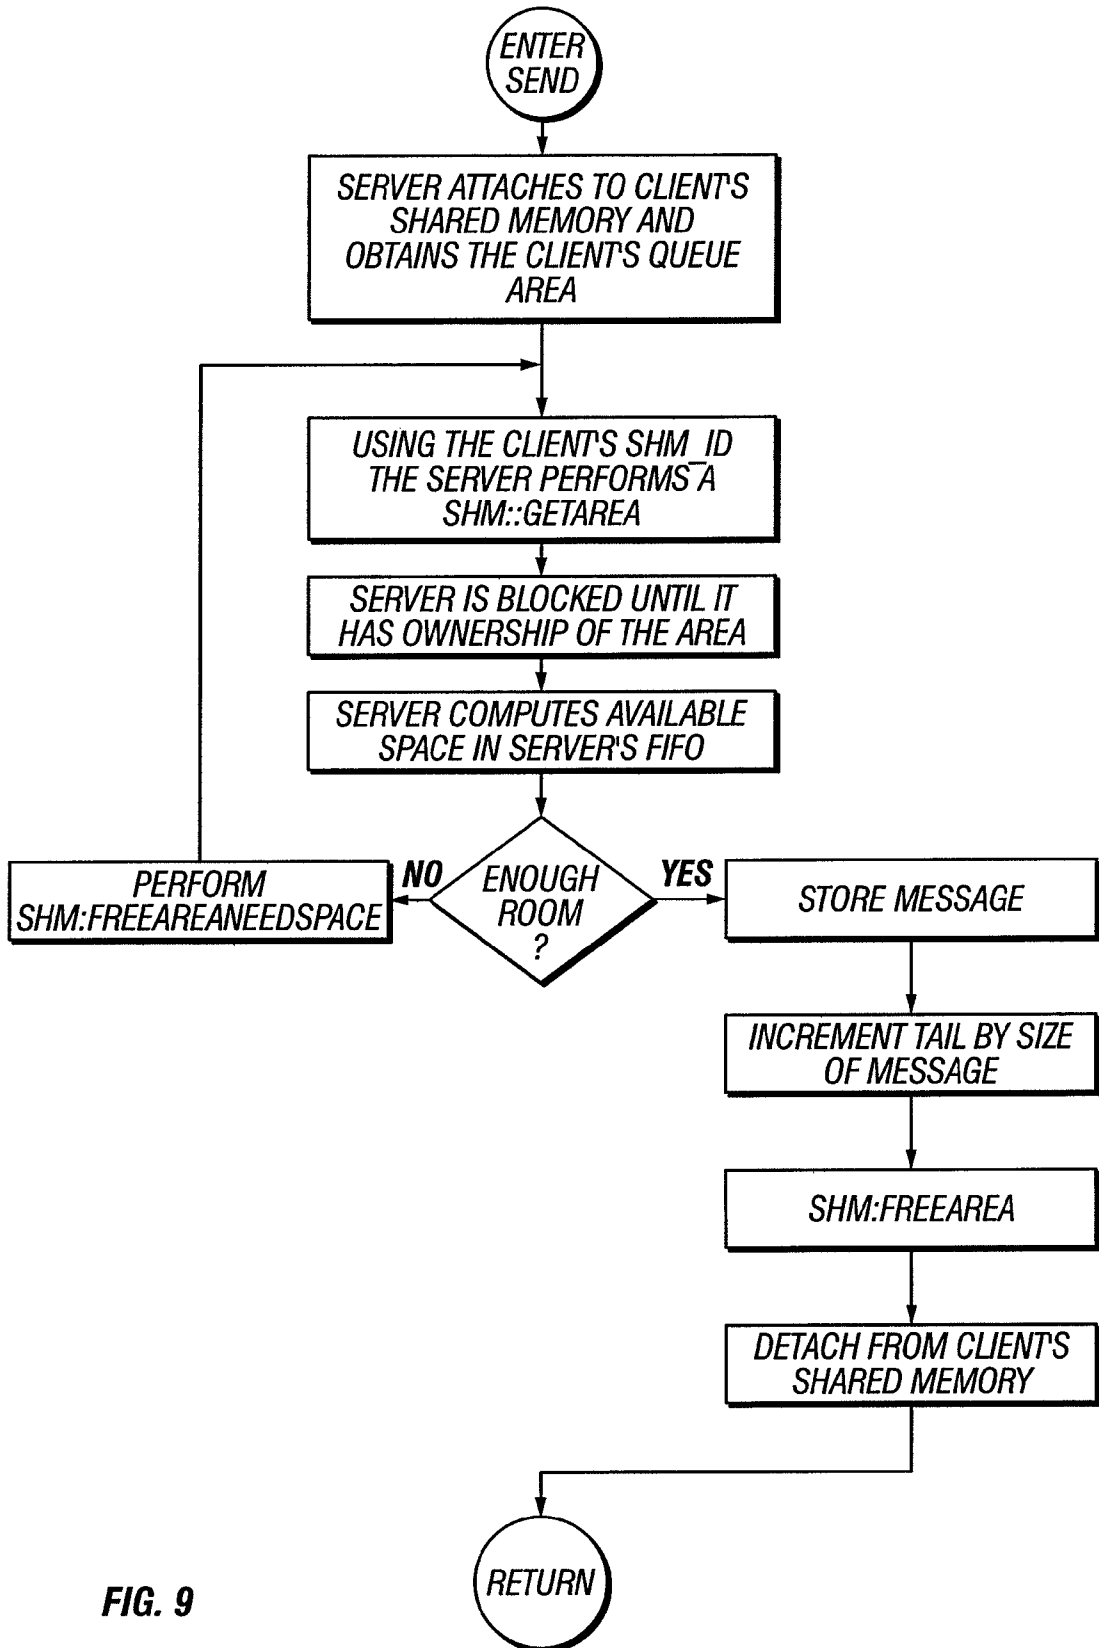 ENTER
SEND
SERVER ATTACHES TO CLIENT'S
SHARED MEMORY AND
OBTAINS THE CLIENT'S QUEUE
AREA
USING THE CLIENT'S SHM_ID
THE SERVER PERFORMS A
SHM::GETAREA
SERVER IS BLOCKED UNTIL IT
HAS OWNERSHIP OF THE AREA
SERVER COMPUTES AVAILABLE
SPACE IN SERVER'S FIFO
ENOUGH
ROOM
?
NO
PERFORM
SHM:FREEAREANEEDSPACE
YES
STORE MESSAGE
INCREMENT TAIL BY SIZE
OF MESSAGE
SHM:FREEAREA
DETACH FROM CLIENT'S
SHARED MEMORY
RETURN
FIG. 9